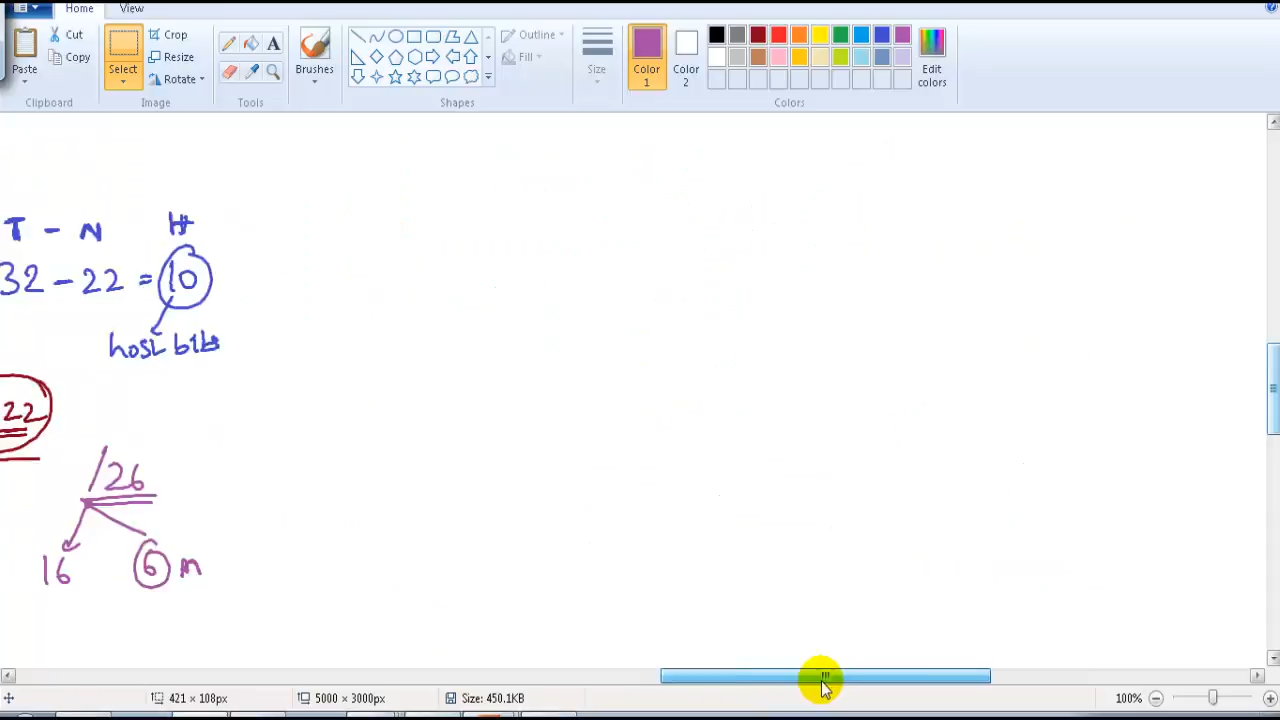 Home View
Cut
Copy
Paste
Clipboard
Select
Crop
Resize
Rotate
Image
A
Tools
Brushes
Outline
Fill
Shapes
Size
Color 1
Color 2
Edit colors
Colors
T - N H
32 - 22 = 10
host bits
22
/26
16 6 n
421 × 108px
5000 × 3000px
Size: 450.1KB
100%